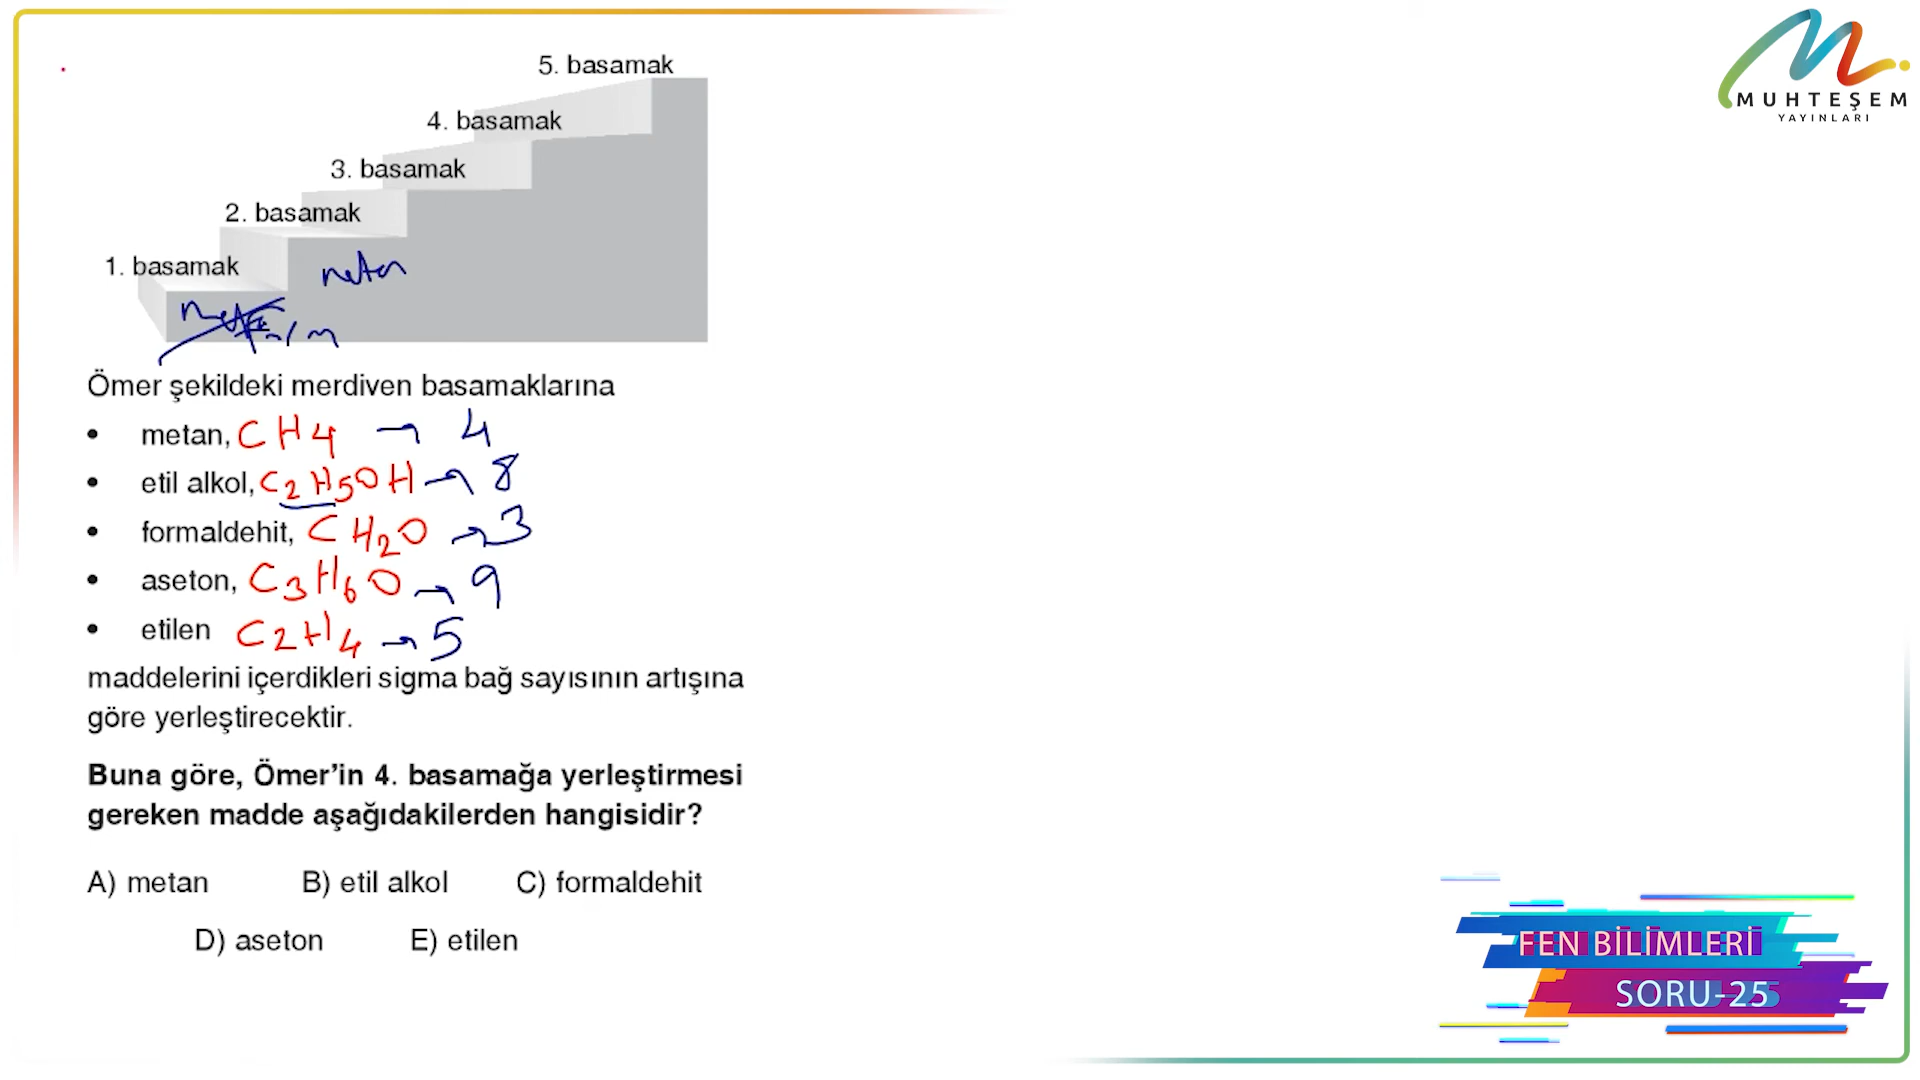 MUHTEŞEM
YAYINLARI
5. basamak
4. basamak
3. basamak
2. basamak
1. basamak
metan
Ömer şekildeki merdiven basamaklarına
• metan, CH4 → 4
• etil alkol, C2H5OH → 8
• formaldehit, CH2O → 3
• aseton, C3H6O → 9
• etilen C2H4 → 5
maddelerini içerdikleri sigma bağ sayısının artışına
göre yerleştirecektir.
Buna göre, Ömer'in 4. basamağa yerleştirmesi
gereken madde aşağıdakilerden hangisidir?
A) metan B) etil alkol C) formaldehit
D) aseton E) etilen
FEN BİLİMLERİ
SORU-25